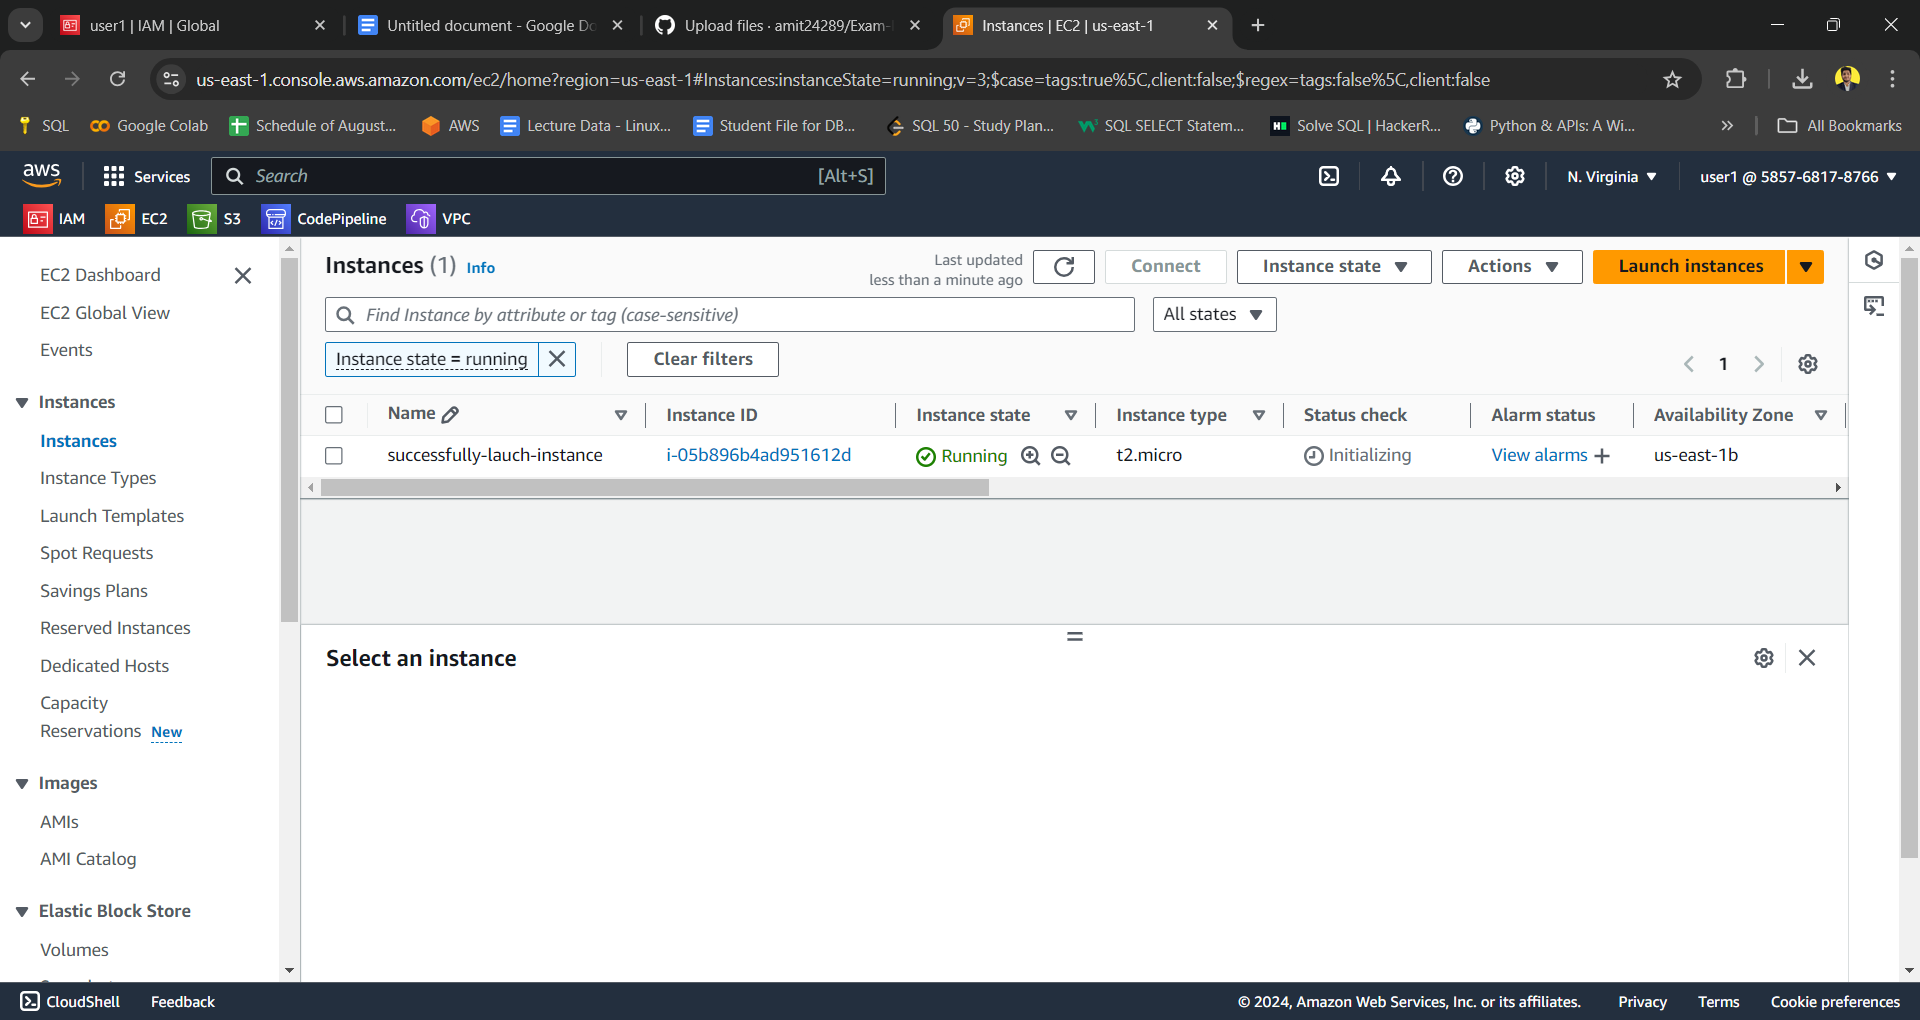 user1 | IAM | Global
Untitled document - Google Do
Upload files · amit24289/Exam-
Instances | EC2 | us-east-1
us-east-1.console.aws.amazon.com/ec2/home?region=us-east-1#Instances:instanceState=running;v=3;$case=tags:true%5C,client:false;$regex=tags:false%5C,client:false
SQL
Google Colab
Schedule of August...
AWS
Lecture Data - Linux...
Student File for DB...
SQL 50 - Study Plan...
SQL SELECT Statem...
Solve SQL | HackerR...
Python & APIs: A Wi...
All Bookmarks
aws
Services
Search
[Alt+S]
N. Virginia
user1 @ 5857-6817-8766
IAM
EC2
S3
CodePipeline
VPC
EC2 Dashboard
EC2 Global View
Events
Instances
Instances
Instance Types
Launch Templates
Spot Requests
Savings Plans
Reserved Instances
Dedicated Hosts
Capacity
Reservations New
Images
AMIs
AMI Catalog
Elastic Block Store
Volumes
Instances (1) Info
Last updated
less than a minute ago
Connect
Instance state
Actions
Launch instances
Find Instance by attribute or tag (case-sensitive)
All states
Instance state = running
Clear filters
1
Name
Instance ID
Instance state
Instance type
Status check
Alarm status
Availability Zone
successfully-lauch-instance
i-05b896b4ad951612d
Running
t2.micro
Initializing
View alarms
us-east-1b
Select an instance
CloudShell
Feedback
© 2024, Amazon Web Services, Inc. or its affiliates.
Privacy
Terms
Cookie preferences